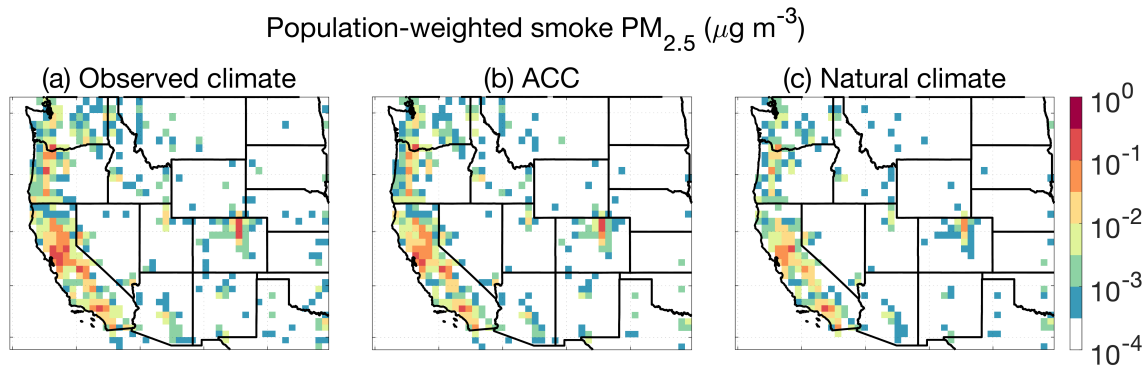 Population-weighted smoke PM2.5 (μg m-3)
(a) Observed climate
(b) ACC
(c) Natural climate
10^0
10^-1
10^-2
10^-3
10^-4